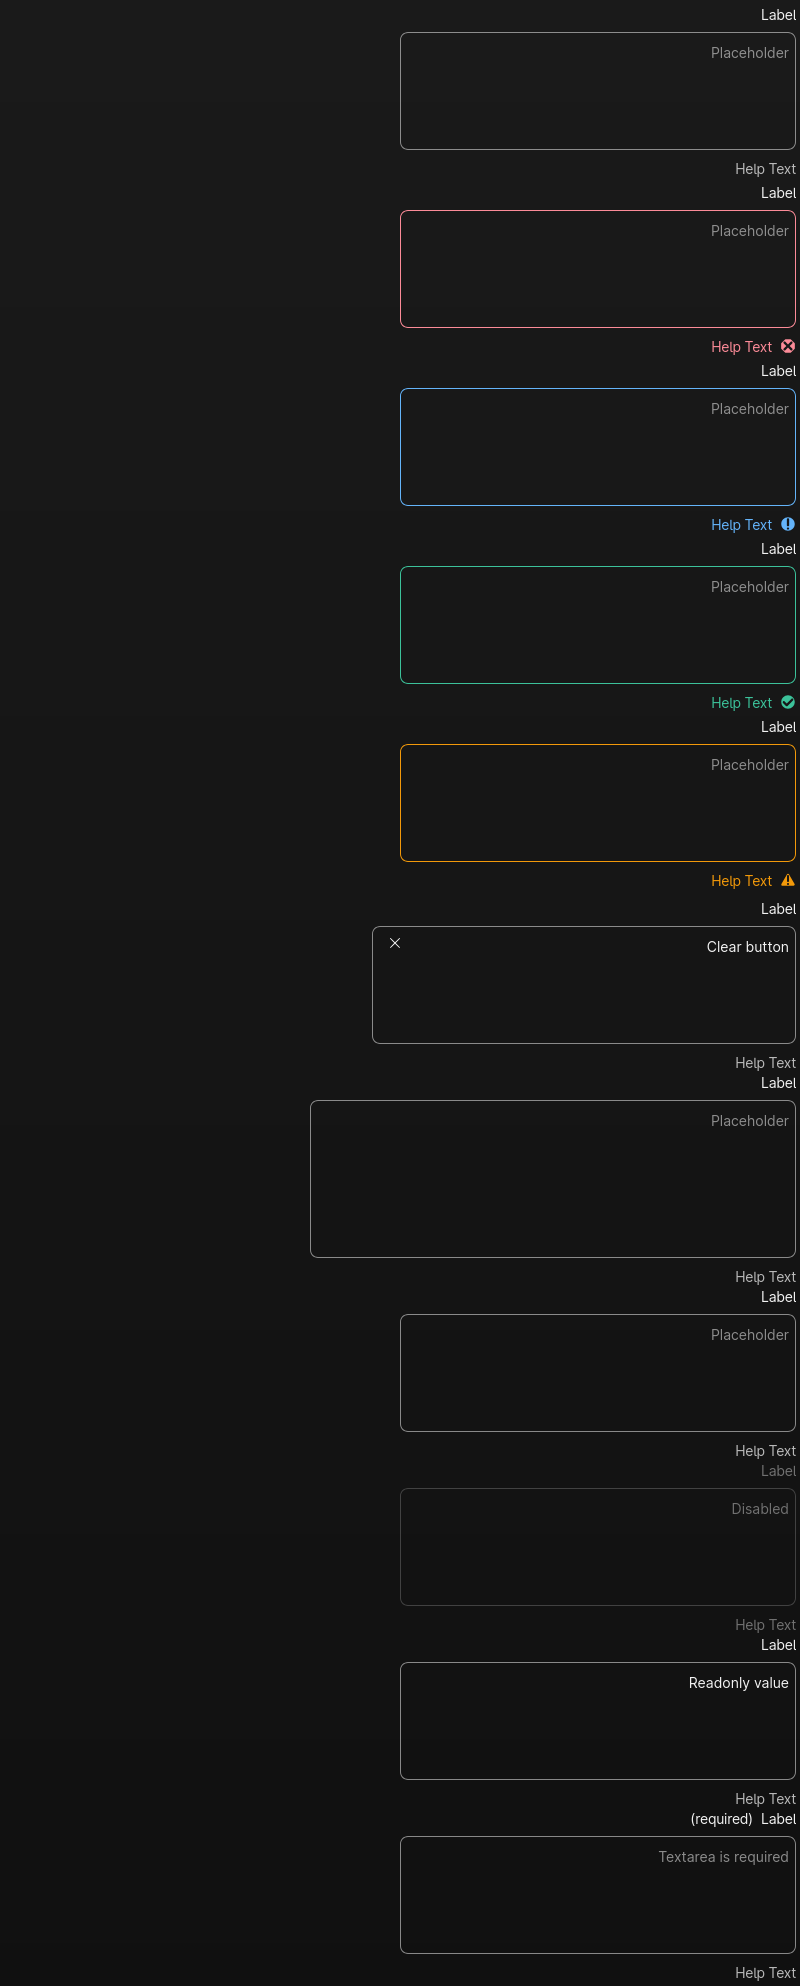 Label
Placeholder
Help Text
Label
Placeholder
Help Text
Label
Placeholder
Help Text
Label
Placeholder
Help Text
Label
Placeholder
Help Text
Label
Clear button
Help Text
Label
Placeholder
Help Text
Label
Placeholder
Help Text
Label
Disabled
Help Text
Label
Readonly value
Help Text
(required) Label
Textarea is required
Help Text